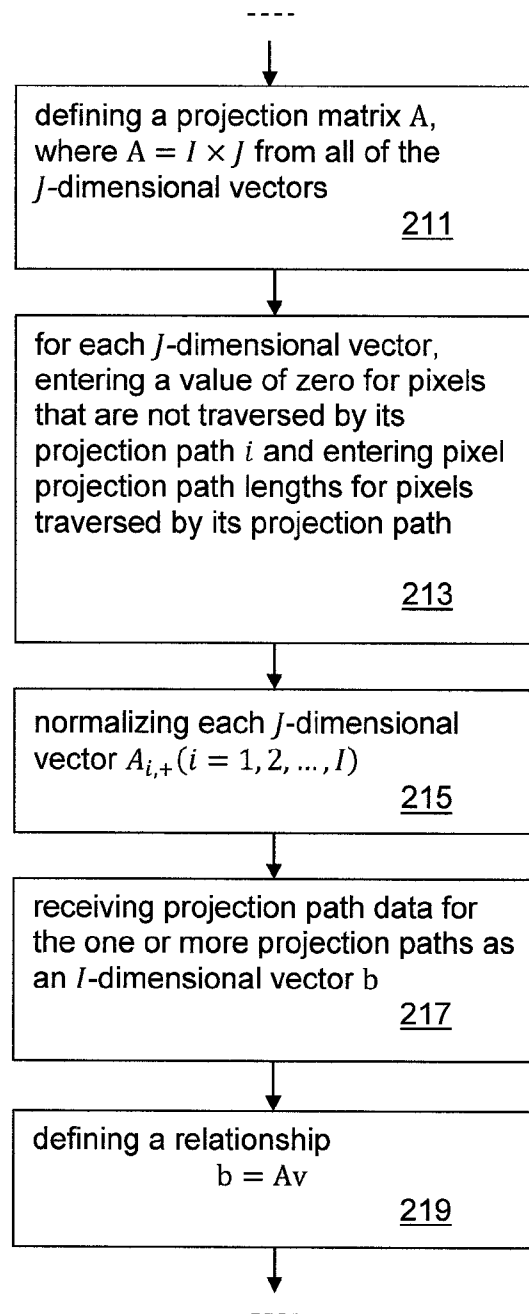 defining a projection matrix A,
where A = I × J from all of the
J-dimensional vectors
211
for each J-dimensional vector,
entering a value of zero for pixels
that are not traversed by its
projection path i and entering pixel
projection path lengths for pixels
traversed by its projection path
213
normalizing each J-dimensional
vector A_{i,+}(i = 1, 2, ..., I)
215
receiving projection path data for
the one or more projection paths as
an I-dimensional vector b
217
defining a relationship
b = Av
219